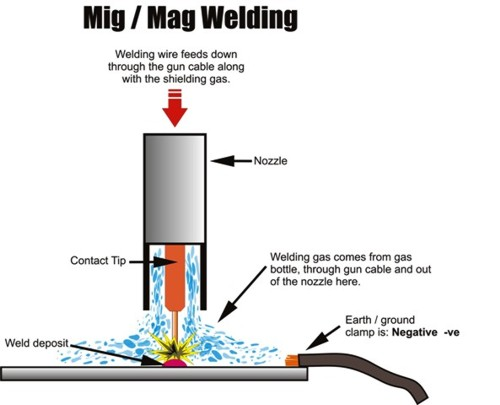 Mig / Mag Welding
Welding wire feeds down
through the gun cable along
with the shielding gas.
Nozzle
Contact Tip
Welding gas comes from gas
bottle, through gun cable and out
of the nozzle here.
Earth / ground
clamp is: Negative -ve
Weld deposit